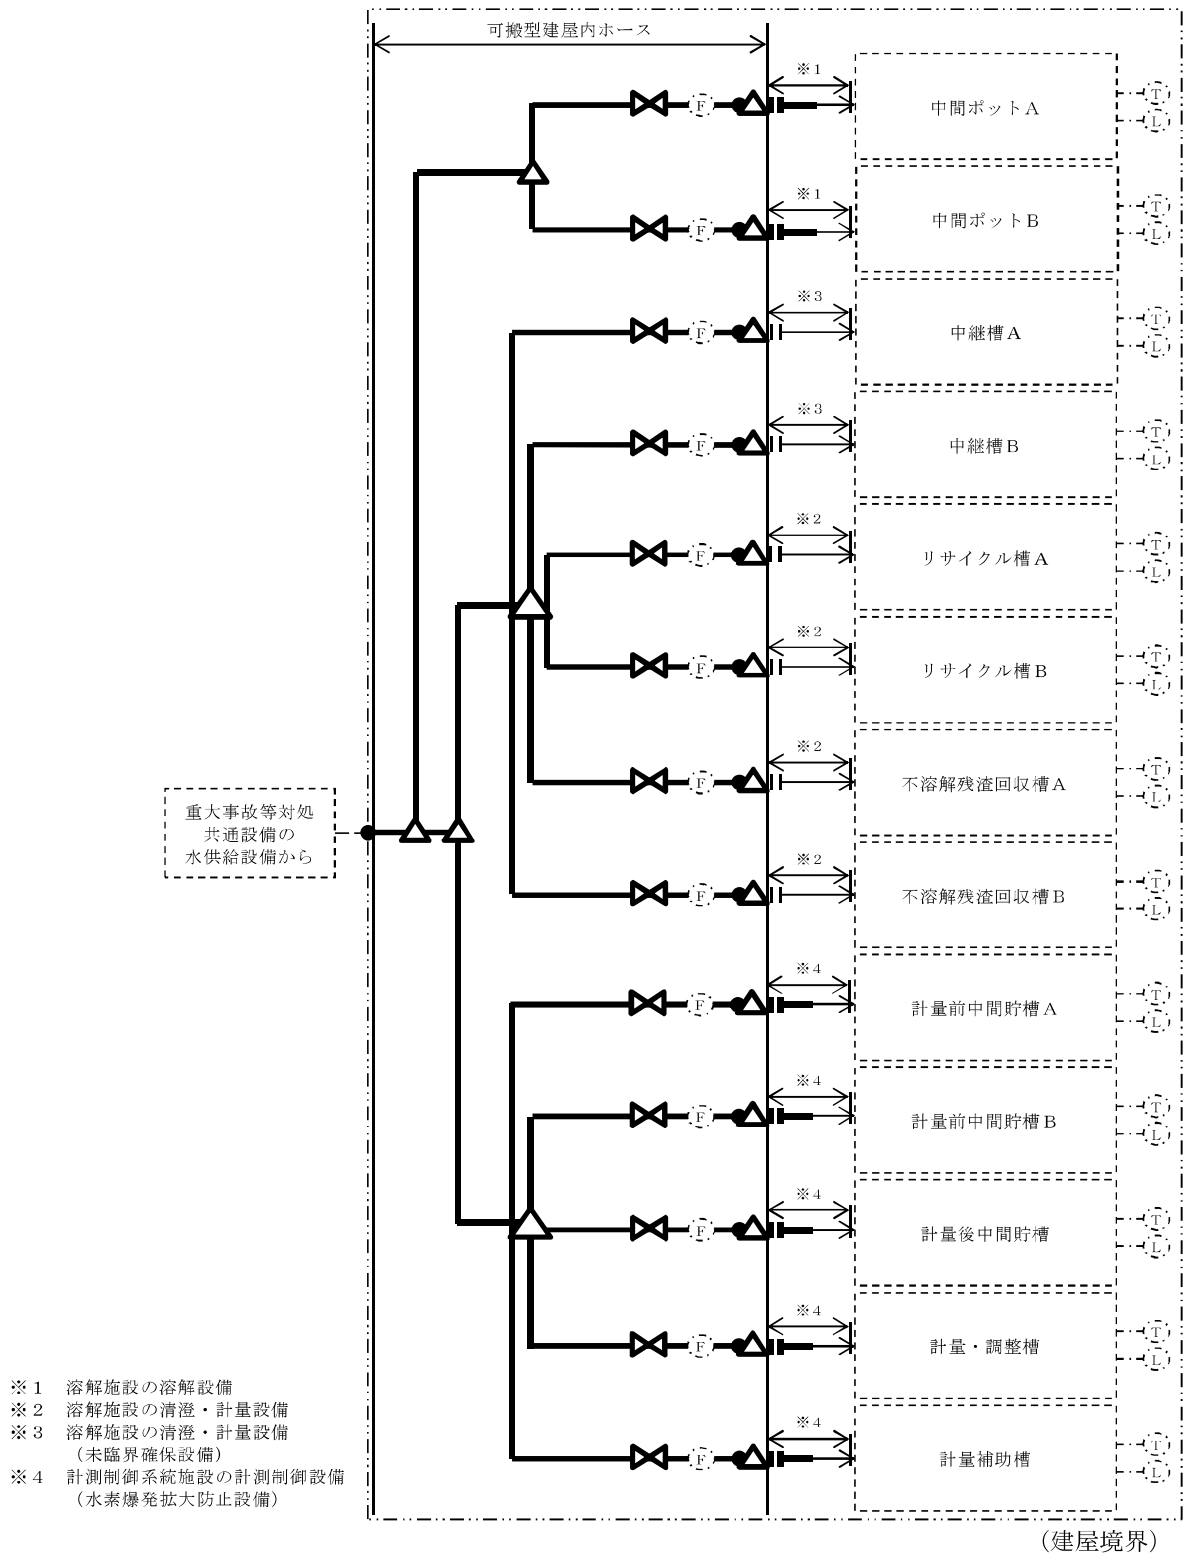 可搬型建屋内ホース
※1
F
中間ポットA
T
L
※1
F
中間ポットB
T
L
※3
F
中継槽A
T
L
※3
F
中継槽B
T
L
※2
F
リサイクル槽A
T
L
※2
F
リサイクル槽B
T
L
※2
F
不溶解残渣回収槽A
T
L
重大事故等対処
共通設備の
水供給設備から
※2
F
不溶解残渣回収槽B
T
L
※4
F
計量前中間貯槽A
T
L
※4
F
計量前中間貯槽B
T
L
※4
F
計量後中間貯槽
T
L
※4
F
計量・調整槽
T
L
※4
F
計量補助槽
T
L
※1 溶解施設の溶解設備
※2 溶解施設の清澄・計量設備
※3 溶解施設の清澄・計量設備
（未臨界確保設備）
※4 計測制御系統施設の計測制御設備
（水素爆発拡大防止設備）
（建屋境界）